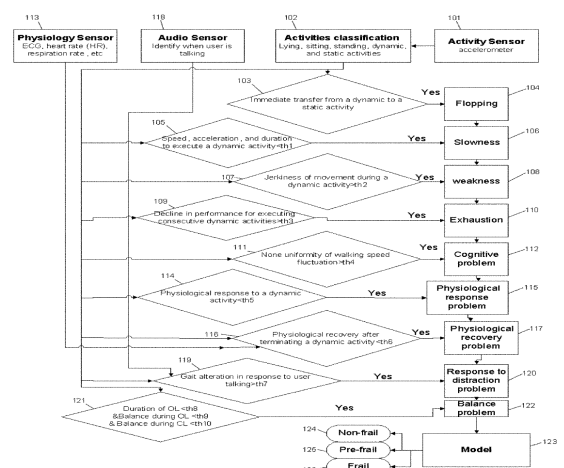 113
118
102
101
Physiology Sensor
ECG, heart rate (HR),
respiration rate , etc
Audio Sensor
Identify when user is
talking
Activities classification
Lying, sitting, standing, dynamic,
and static activities
Activity Sensor
accelerometer
103
Immediate transfer from a dynamic to a
static activity
Yes
Flopping
104
105
Speed, acceleration , and duration
to execute a dynamic activity<th1
Yes
Slowness
106
107
Jerkiness of movement during a
dynamic activity>th2
Yes
weakness
108
109
Decline in performance for executing
consecutive dynamic activities>th3
Yes
Exhaustion
110
111
None uniformity of walking speed
fluctuation>th4
Yes
Cognitive
problem
112
114
Physiological response to a dynamic
activity<th5
Yes
Physiological
response
problem
115
116
Physiological recovery after
terminating a dynamic activity<th6
Yes
Physiological
recovery
problem
117
119
Gait alteration in response to user
talking>th7
Yes
Response to
distraction
problem
120
121
Duration of OL<th8
&Balance during OL <th9
& Balance during CL <th10
Yes
Balance
problem
122
124
Non-frail
125
Pre-frail
Frail
Model
123